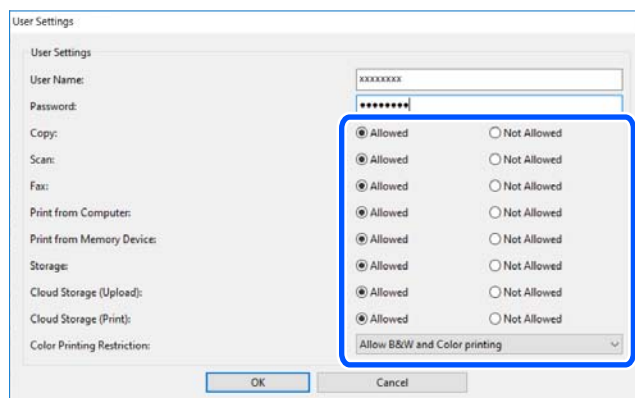 User Settings
User Settings
User Name: xxxxxxxx
Password: ●●●●●●●●
Copy: Allowed Not Allowed
Scan: Allowed Not Allowed
Fax: Allowed Not Allowed
Print from Computer: Allowed Not Allowed
Print from Memory Device: Allowed Not Allowed
Storage: Allowed Not Allowed
Cloud Storage (Upload): Allowed Not Allowed
Cloud Storage (Print): Allowed Not Allowed
Color Printing Restriction: Allow B&W and Color printing
OK Cancel